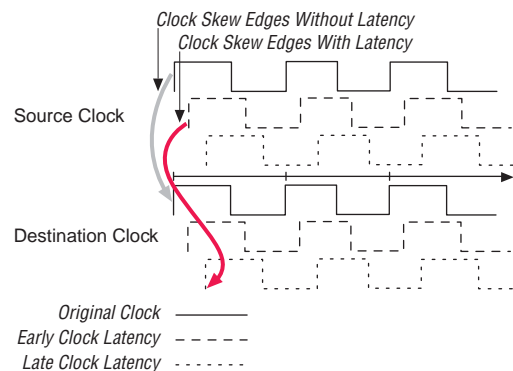 Clock Skew Edges Without Latency
Clock Skew Edges With Latency
Source Clock
Destination Clock
Original Clock
Early Clock Latency
Late Clock Latency